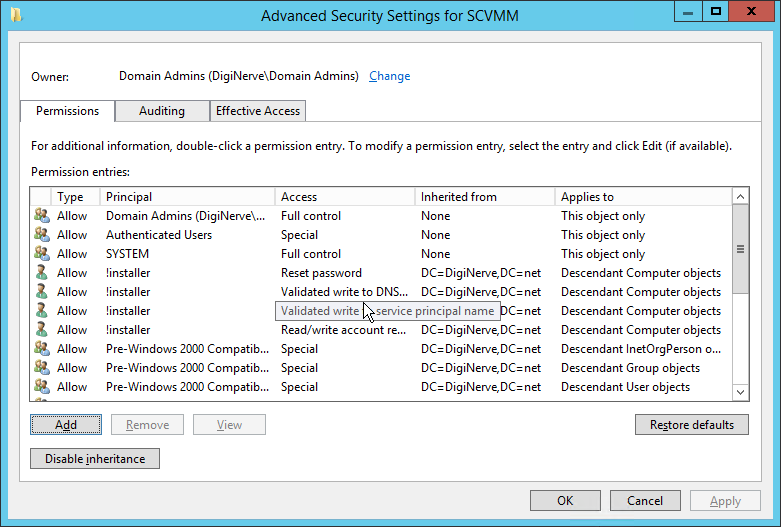 Advanced Security Settings for SCVMM
Owner: Domain Admins (DigiNerve\Domain Admins) Change
Permissions Auditing Effective Access
For additional information, double-click a permission entry. To modify a permission entry, select the entry and click Edit (if available).
Permission entries:
Type Principal Access Inherited from Applies to
Allow Domain Admins (DigiNerve\... Full control None This object only
Allow Authenticated Users Special None This object only
Allow SYSTEM Full control None This object only
Allow !installer Reset password DC=DigiNerve,DC=net Descendant Computer objects
Allow !installer Validated write to DNS... DC=DigiNerve,DC=net Descendant Computer objects
Allow !installer Validated write service principal name DC=DigiNerve,DC=net Descendant Computer objects
Allow !installer Read/write account re... DC=DigiNerve,DC=net Descendant Computer objects
Allow Pre-Windows 2000 Compatib... Special DC=DigiNerve,DC=net Descendant InetOrgPerson o...
Allow Pre-Windows 2000 Compatib... Special DC=DigiNerve,DC=net Descendant Group objects
Allow Pre-Windows 2000 Compatib... Special DC=DigiNerve,DC=net Descendant User objects
Add Remove View Restore defaults
Disable inheritance
OK Cancel Apply